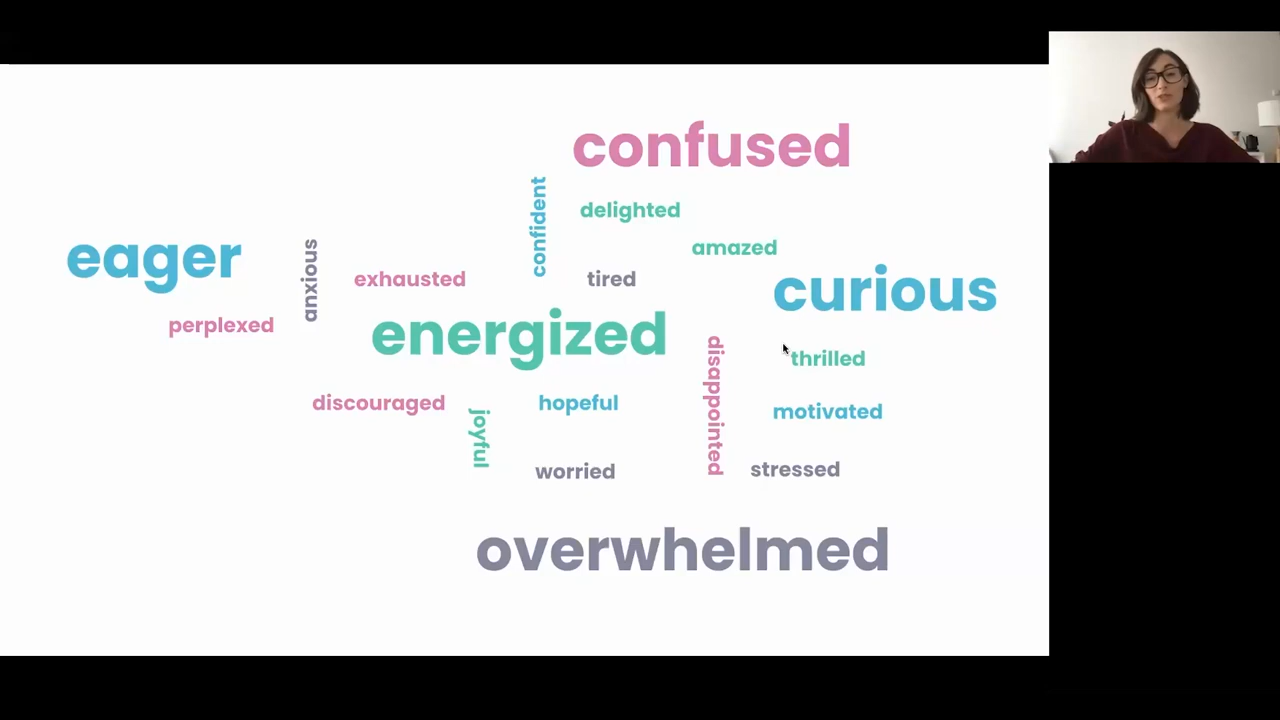 confused
confident
delighted
eager
anxious
amazed
exhausted
tired
curious
perplexed
energized
disappointed
thrilled
discouraged
joyful
hopeful
motivated
worried
stressed
overwhelmed